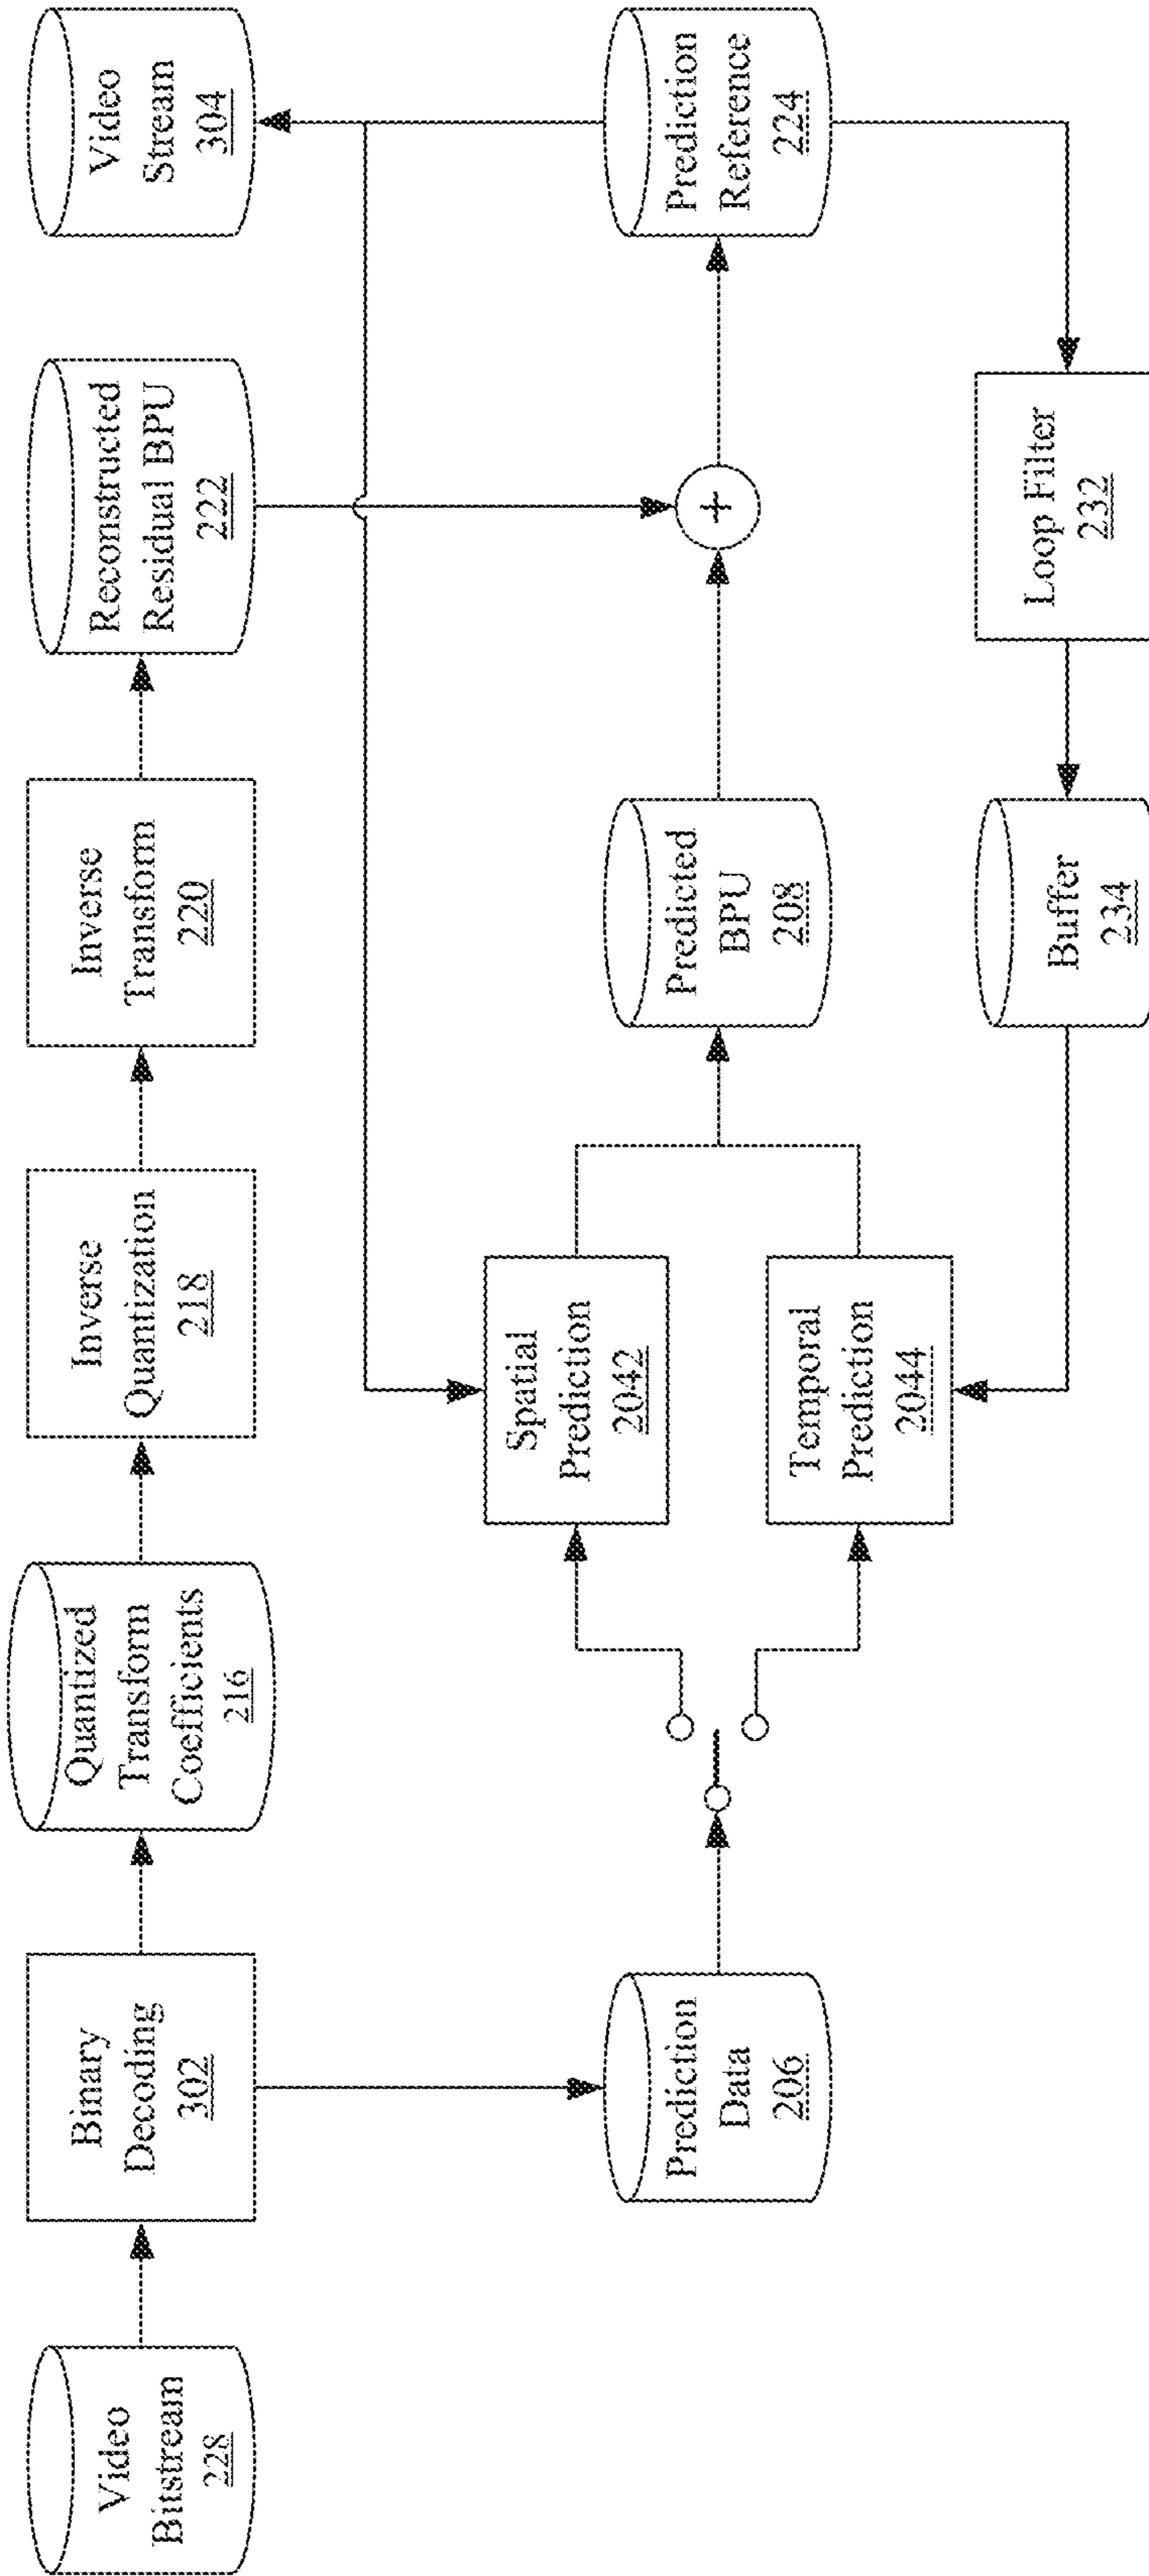 Video
Bitstream
228
Binary
Decoding
302
Quantized
Transform
Coefficients
216
Inverse
Quantization
218
Inverse
Transform
220
Reconstructed
Residual BPU
222
Video
Stream
304
Prediction
Data
206
Spatial
Prediction
2042
Temporal
Prediction
2044
Predicted
BPU
208
+
Prediction
Reference
224
Buffer
234
Loop Filter
232